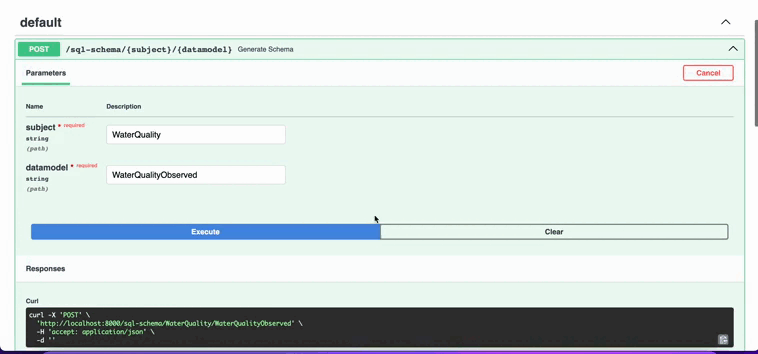 default
POST /sql-schema/{subject}/{datamodel} Generate Schema
Parameters Cancel
Name Description
subject * required
string
(path)
WaterQuality
datamodel * required
string
(path)
WaterQualityObserved
Execute Clear
Responses
Curl
curl -X 'POST' \
'http://localhost:8000/sql-schema/WaterQuality/WaterQualityObserved' \
-H 'accept: application/json' \
-d ''